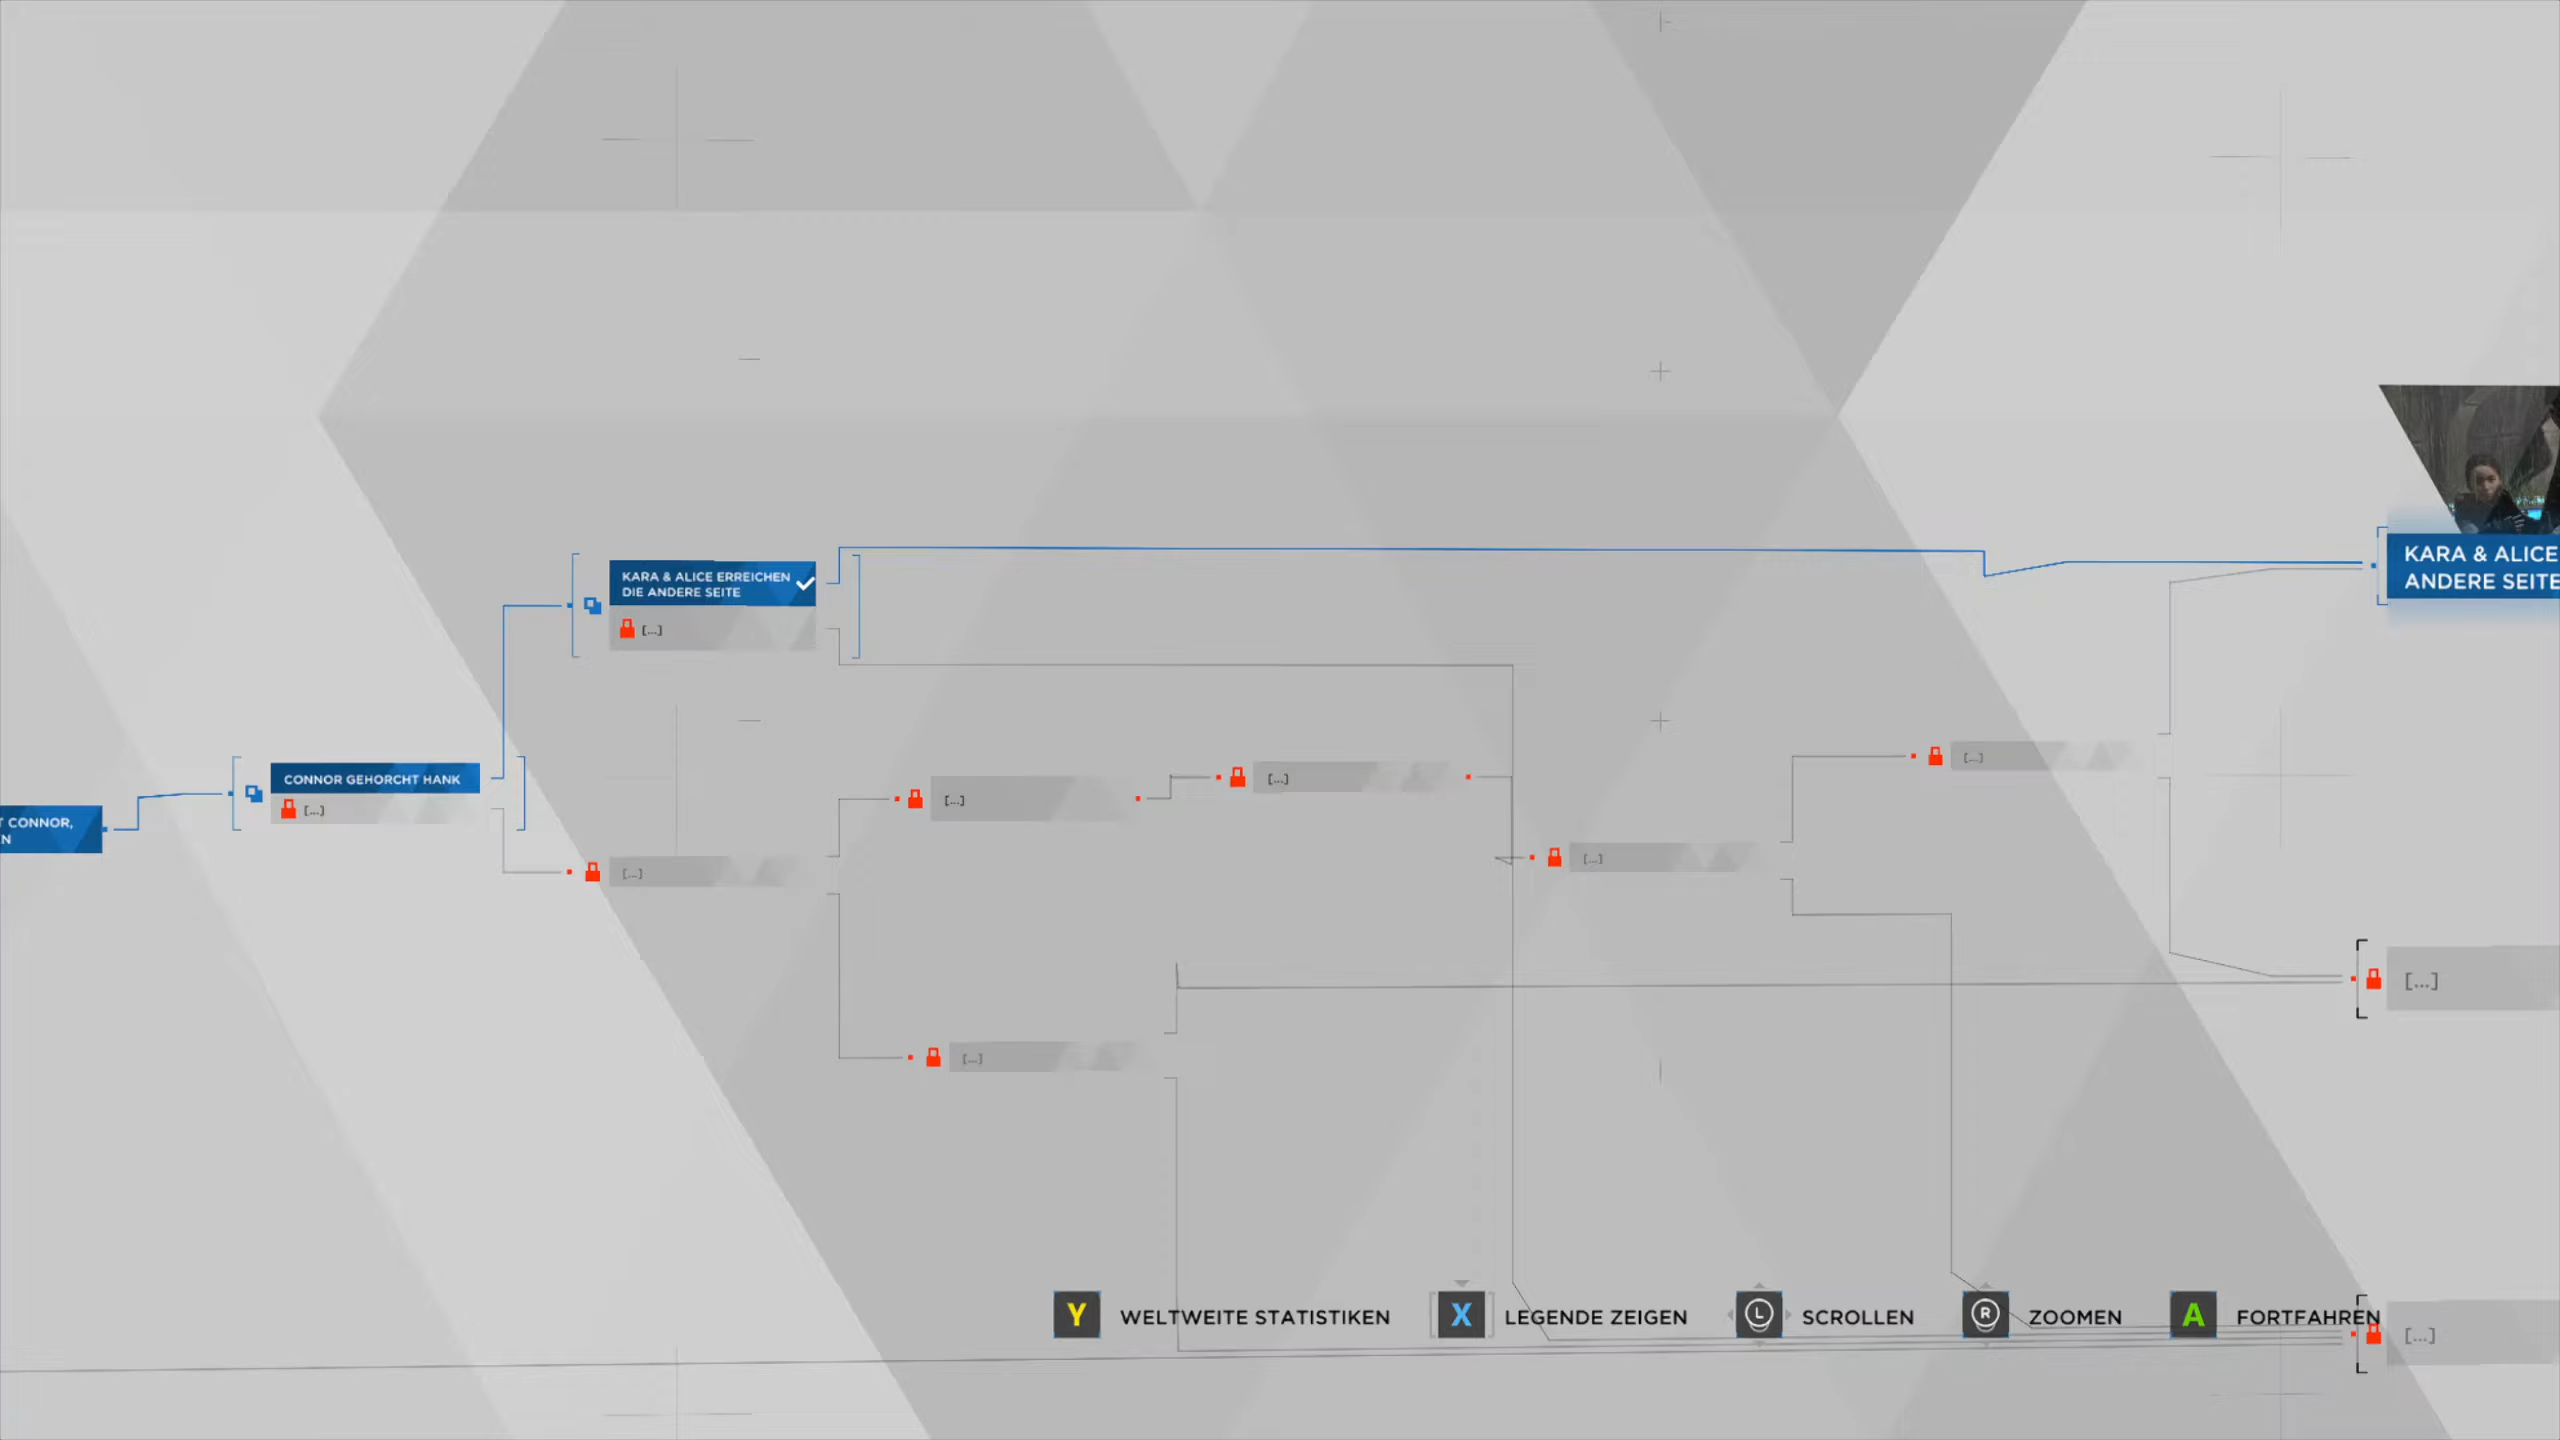 KARA & ALICE
ANDERE SEITE
KARA & ALICE ERREICHEN
DIE ANDERE SEITE
[...]
CONNOR GEHORCHT HANK
[...]
T CONNOR,
N
[...]
[...]
[...]
[...]
[...]
[...]
[...]
[...]
Y WELTWEITE STATISTIKEN X LEGENDE ZEIGEN L SCROLLEN R ZOOMEN A FORTFAHREN